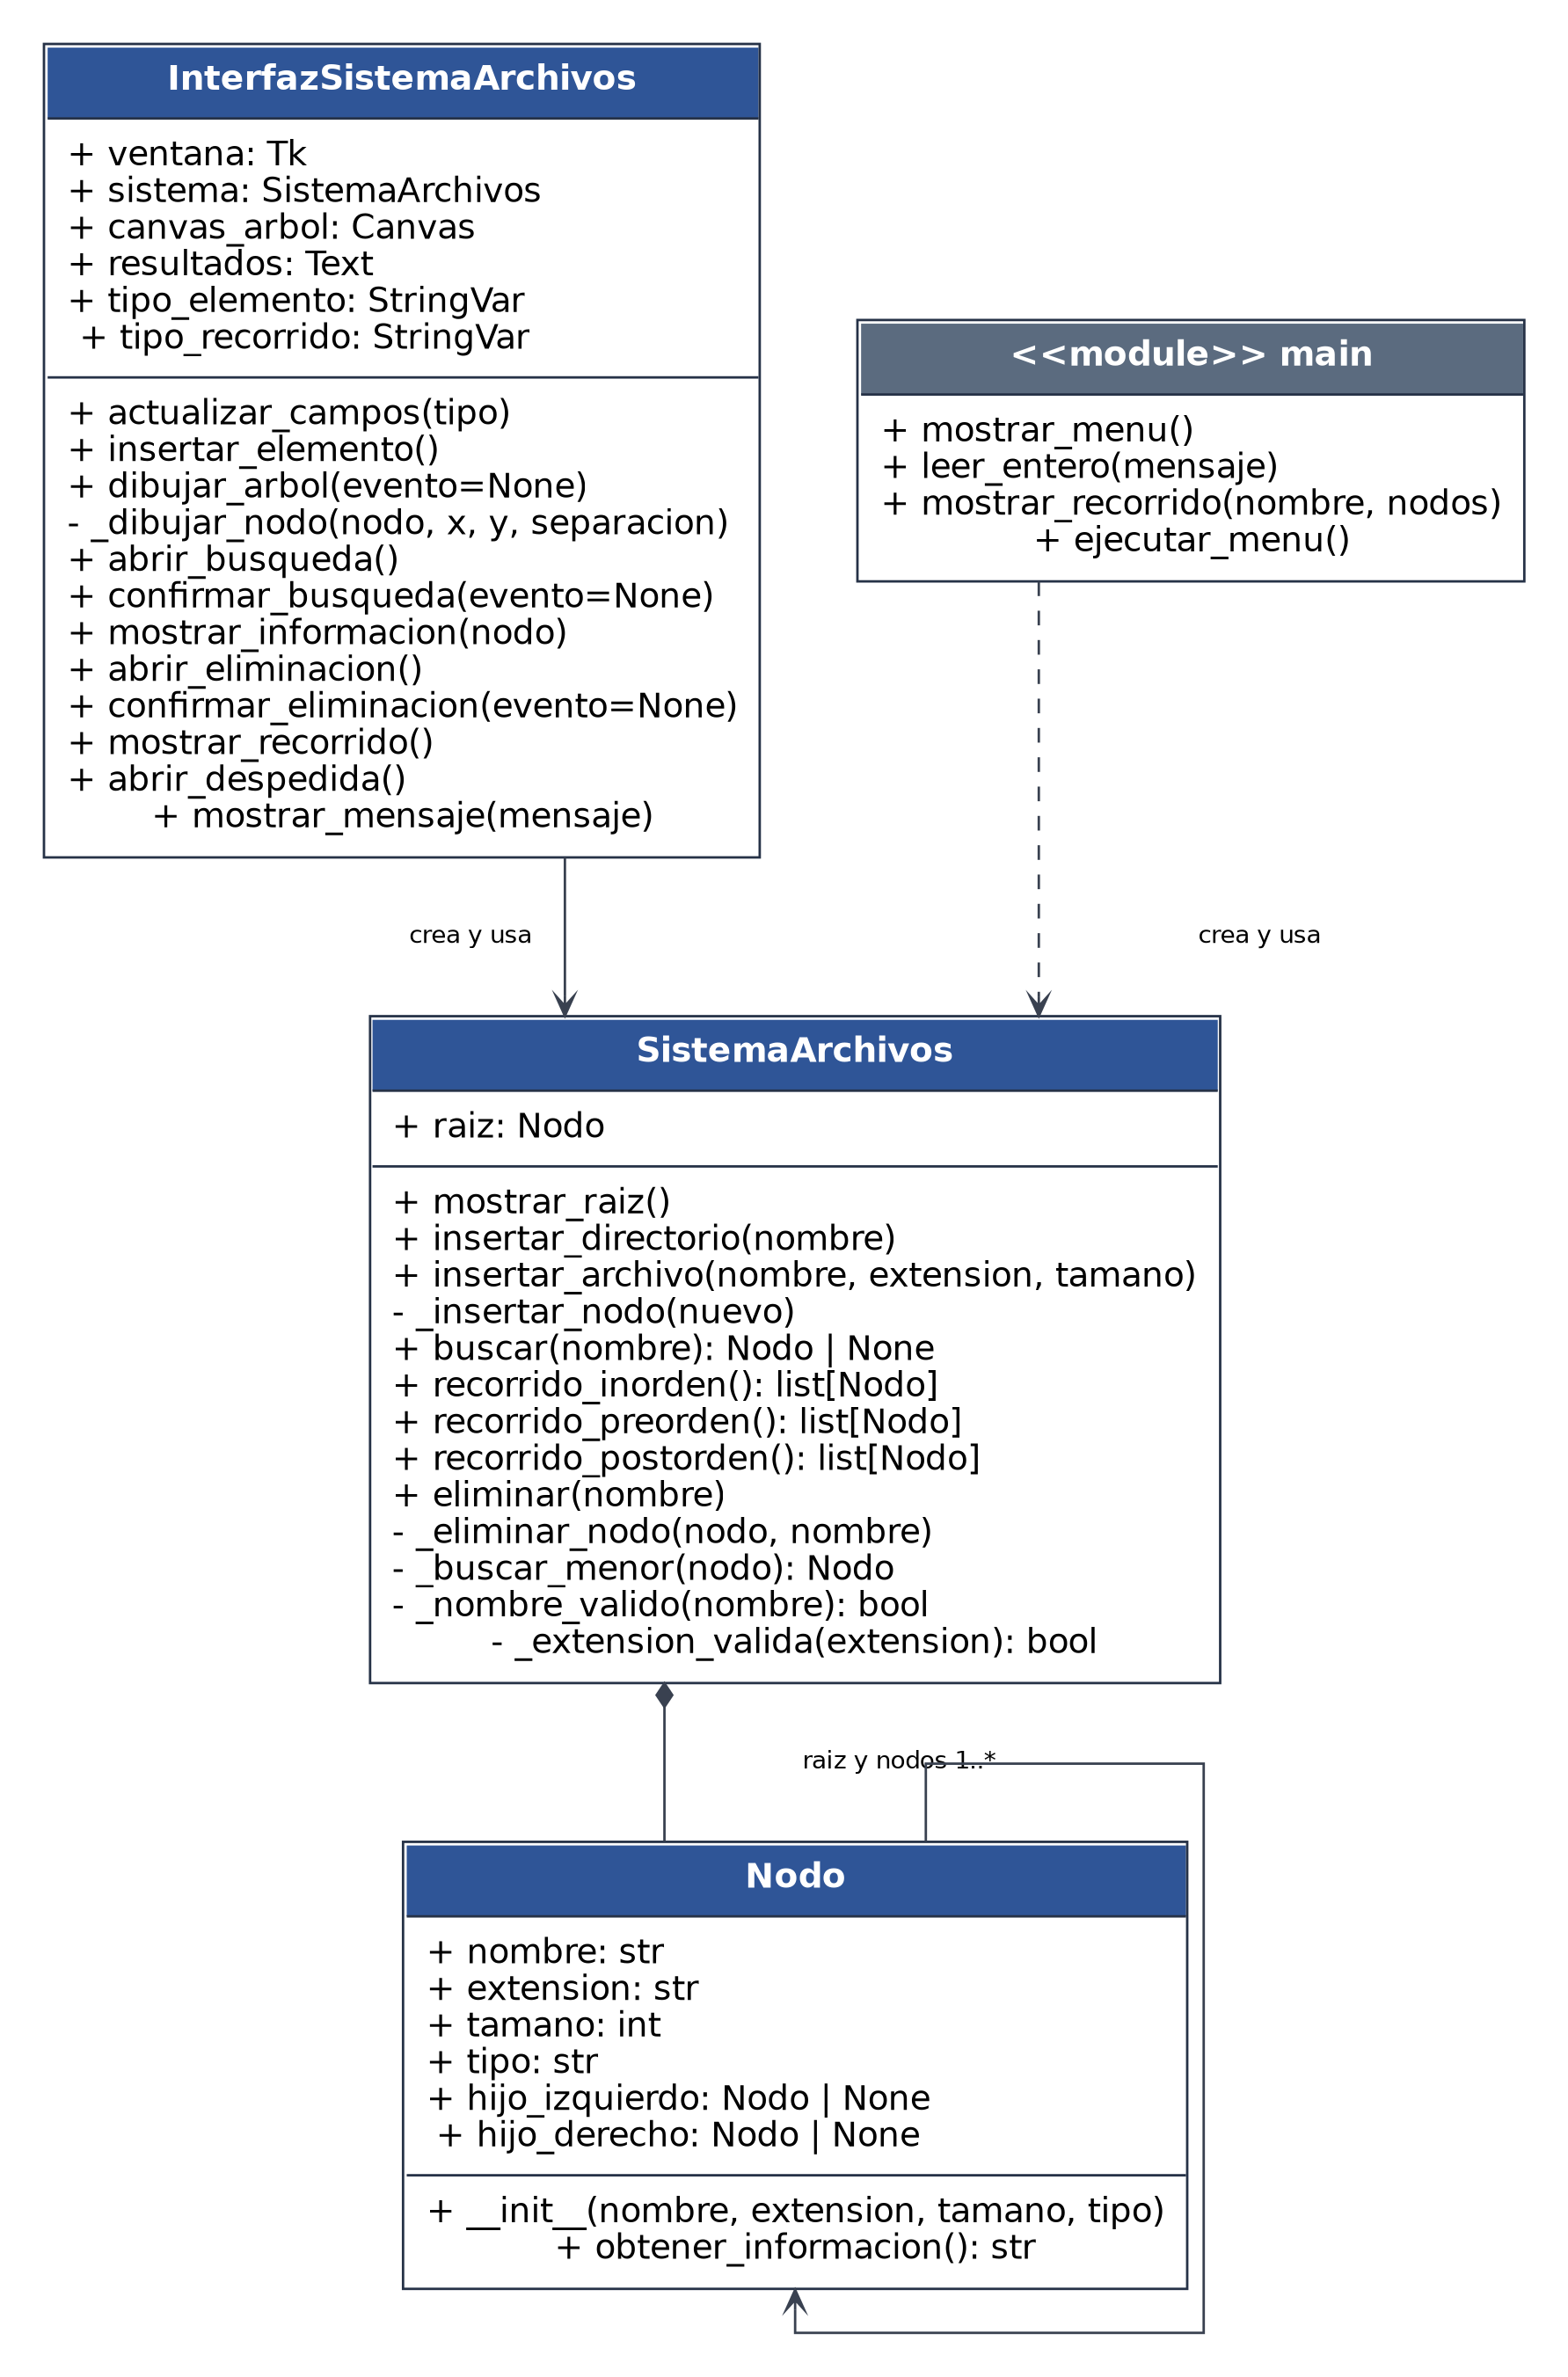 InterfazSistemaArchivos
+ ventana: Tk
+ sistema: SistemaArchivos
+ canvas_arbol: Canvas
+ resultados: Text
+ tipo_elemento: StringVar
+ tipo_recorrido: StringVar
+ actualizar_campos(tipo)
+ insertar_elemento()
+ dibujar_arbol(evento=None)
- _dibujar_nodo(nodo, x, y, separacion)
+ abrir_busqueda()
+ confirmar_busqueda(evento=None)
+ mostrar_informacion(nodo)
+ abrir_eliminacion()
+ confirmar_eliminacion(evento=None)
+ mostrar_recorrido()
+ abrir_despedida()
+ mostrar_mensaje(mensaje)
<<module>> main
+ mostrar_menu()
+ leer_entero(mensaje)
+ mostrar_recorrido(nombre, nodos)
+ ejecutar_menu()
crea y usa
crea y usa
SistemaArchivos
+ raiz: Nodo
+ mostrar_raiz()
+ insertar_directorio(nombre)
+ insertar_archivo(nombre, extension, tamano)
- _insertar_nodo(nuevo)
+ buscar(nombre): Nodo | None
+ recorrido_inorden(): list[Nodo]
+ recorrido_preorden(): list[Nodo]
+ recorrido_postorden(): list[Nodo]
+ eliminar(nombre)
- _eliminar_nodo(nodo, nombre)
- _buscar_menor(nodo): Nodo
- _nombre_valido(nombre): bool
- _extension_valida(extension): bool
raiz y nodos 1..*
Nodo
+ nombre: str
+ extension: str
+ tamano: int
+ tipo: str
+ hijo_izquierdo: Nodo | None
+ hijo_derecho: Nodo | None
+ __init__(nombre, extension, tamano, tipo)
+ obtener_informacion(): str